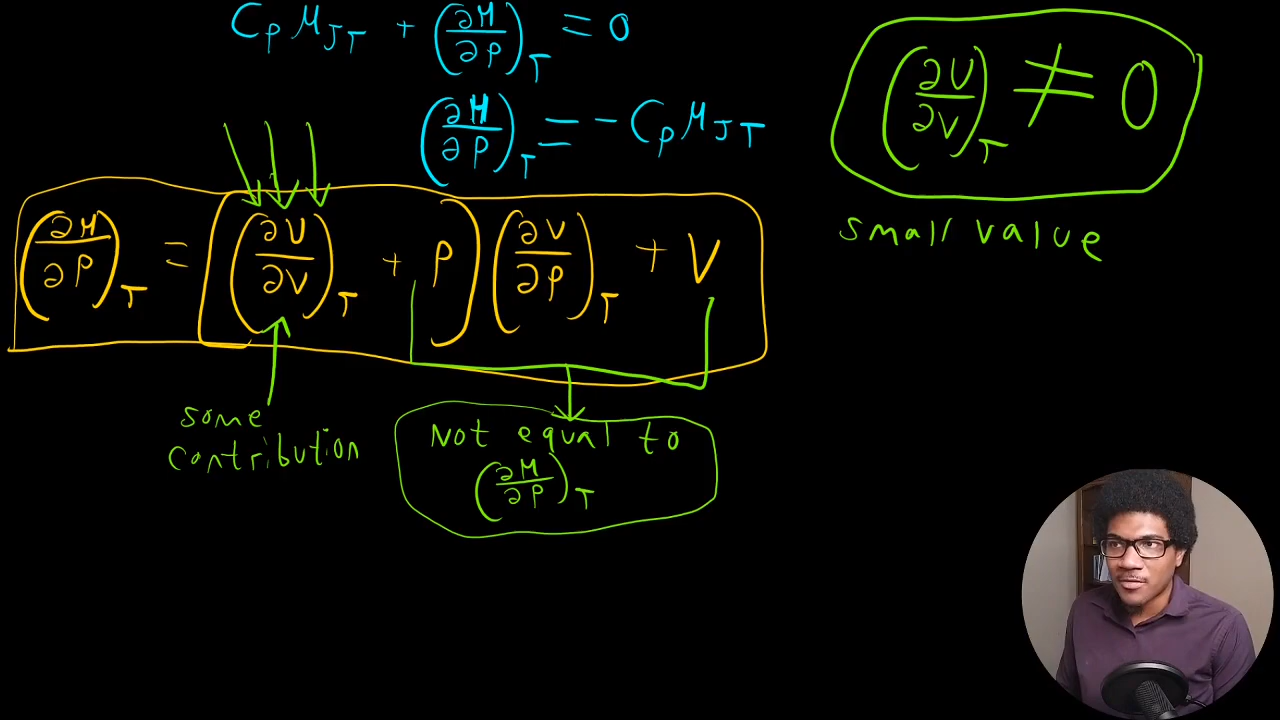 C_P μ_JT + (∂H/∂P)_T = 0
(∂H/∂P)_T = = - C_P μ_JT
(∂U/∂V)_T ≠ 0
small value
(∂H/∂P)_T = ((∂U/∂V)_T + P)(∂V/∂P)_T + V
some
contribution
Not equal to
(∂H/∂P)_T